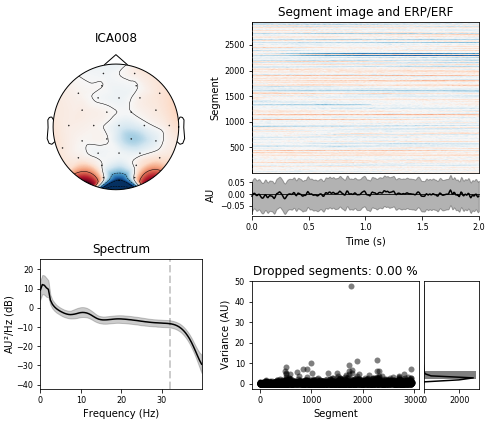 ICA008
Segment image and ERP/ERF
Segment
2500
2000
1500
1000
500
AU
0.05
0.00
−0.05
0.0 0.5 1.0 1.5 2.0
Time (s)
Spectrum
AU²/Hz (dB)
20
10
0
−10
−20
−30
−40
0 10 20 30
Frequency (Hz)
Dropped segments: 0.00 %
Variance (AU)
50
40
30
20
10
0
0 1000 2000 3000
Segment
0 2000